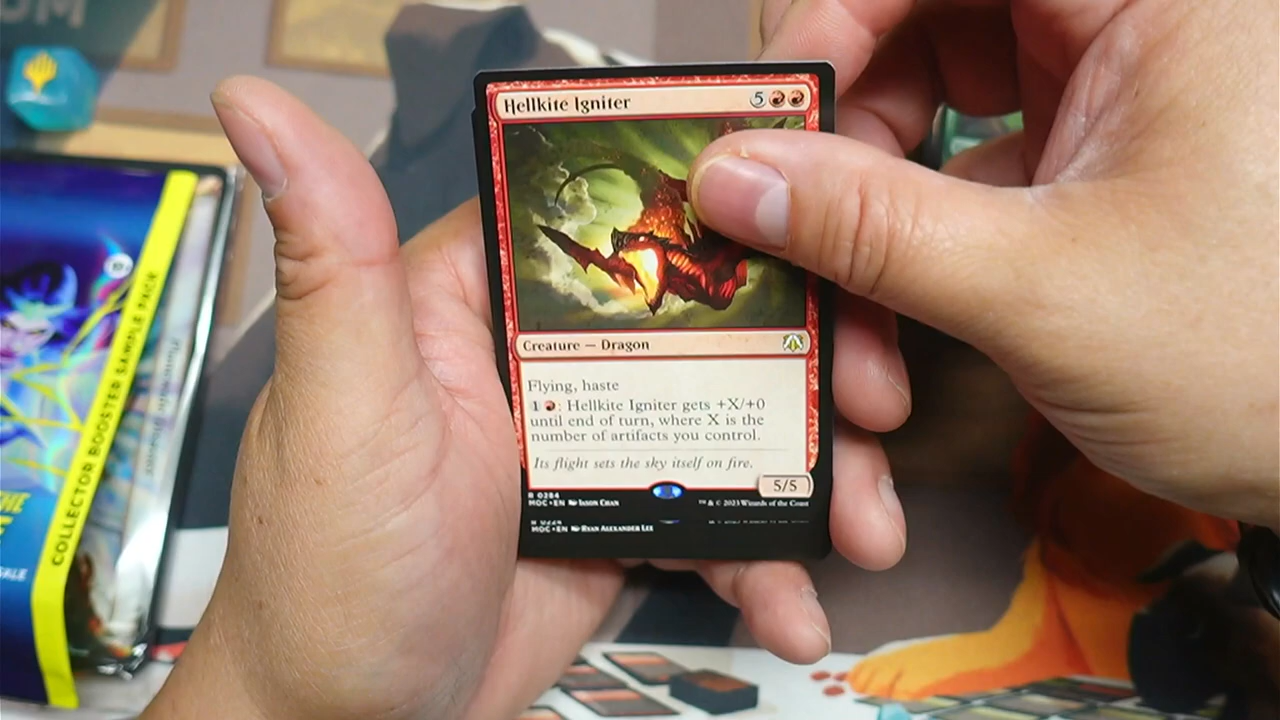 Hellkite Igniter
5
Creature — Dragon
Flying, haste
1 : Hellkite Igniter gets +X/+0
until end of turn, where X is the
number of artifacts you control.
Its flight sets the sky itself on fire.
5/5
R 0284
MOC • EN Jason Chan
™ & © 2023 Wizards of the Coast
MOC • EN Ryan Alexander Lee
COLLECTOR BOOSTER SAMPLE PACK
THE